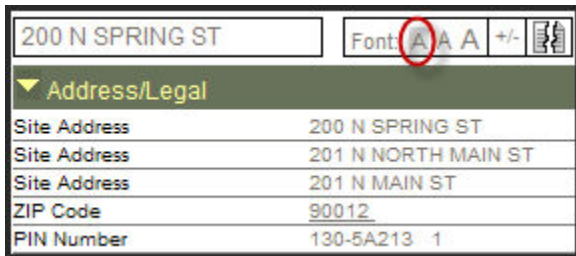 200 N SPRING ST Font: A A A +/-
Address/Legal
Site Address 200 N SPRING ST
Site Address 201 N NORTH MAIN ST
Site Address 201 N MAIN ST
ZIP Code 90012
PIN Number 130-5A213 1